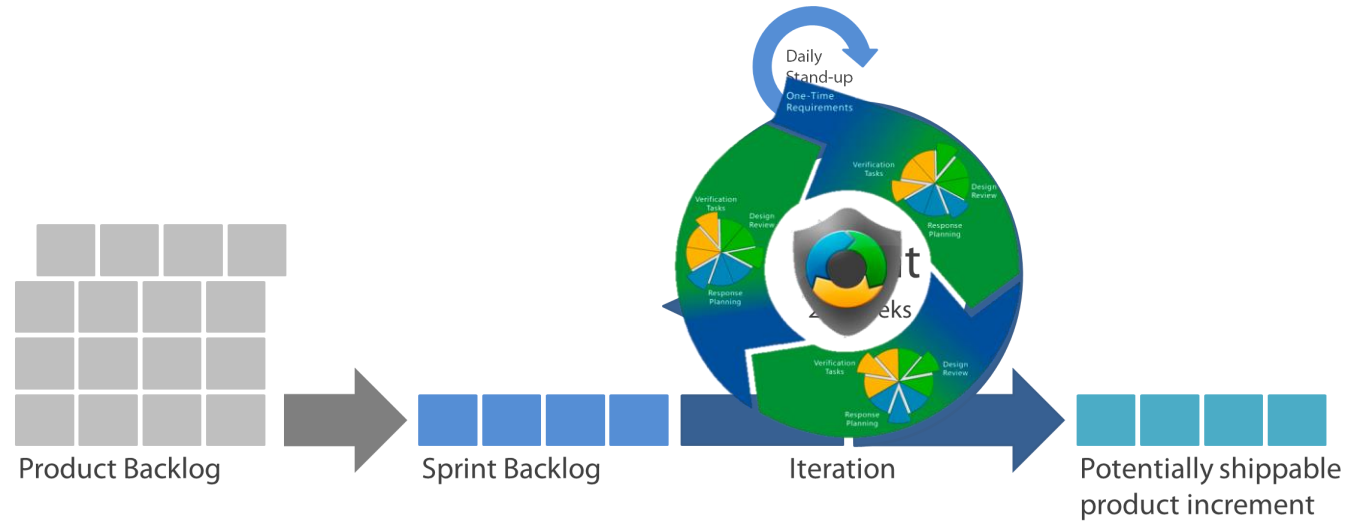 Daily
Stand-up
One-Time
Requirements
Verification
Tasks
Design
Review
Response
Planning
Verification
Tasks
Design
Review
Response
Planning
Verification
Tasks
Design
Review
Response
Planning
Product Backlog
Sprint Backlog
Iteration
Potentially shippable
product increment